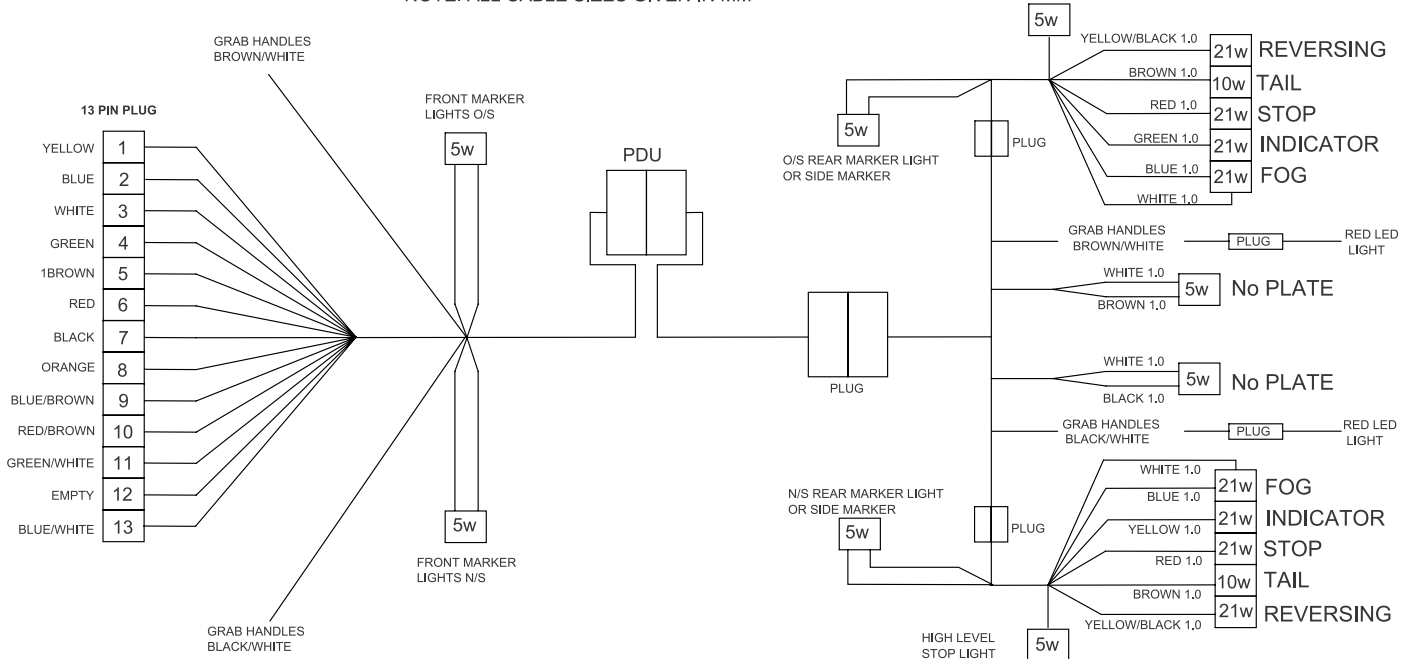 GRAB HANDLES
BROWN/WHITE
13 PIN PLUG
YELLOW 1
BLUE 2
WHITE 3
GREEN 4
1BROWN 5
RED 6
BLACK 7
ORANGE 8
BLUE/BROWN 9
RED/BROWN 10
GREEN/WHITE 11
EMPTY 12
BLUE/WHITE 13
GRAB HANDLES
BLACK/WHITE
FRONT MARKER
LIGHTS O/S
5w
5w
FRONT MARKER
LIGHTS N/S
PDU
PLUG
5w
O/S REAR MARKER LIGHT
OR SIDE MARKER
PLUG
5w
YELLOW/BLACK 1.0 21w REVERSING
BROWN 1.0 10w TAIL
RED 1.0 21w STOP
GREEN 1.0 21w INDICATOR
BLUE 1.0 21w FOG
WHITE 1.0
GRAB HANDLES
BROWN/WHITE
PLUG
RED LED
LIGHT
WHITE 1.0
BROWN 1.0
5w No PLATE
WHITE 1.0
BLACK 1.0
5w No PLATE
GRAB HANDLES
BLACK/WHITE
PLUG
RED LED
LIGHT
N/S REAR MARKER LIGHT
OR SIDE MARKER
5w
PLUG
WHITE 1.0
BLUE 1.0 21w FOG
YELLOW 1.0 21w INDICATOR
RED 1.0 21w STOP
BROWN 1.0 10w TAIL
YELLOW/BLACK 1.0 21w REVERSING
HIGH LEVEL
STOP LIGHT
5w